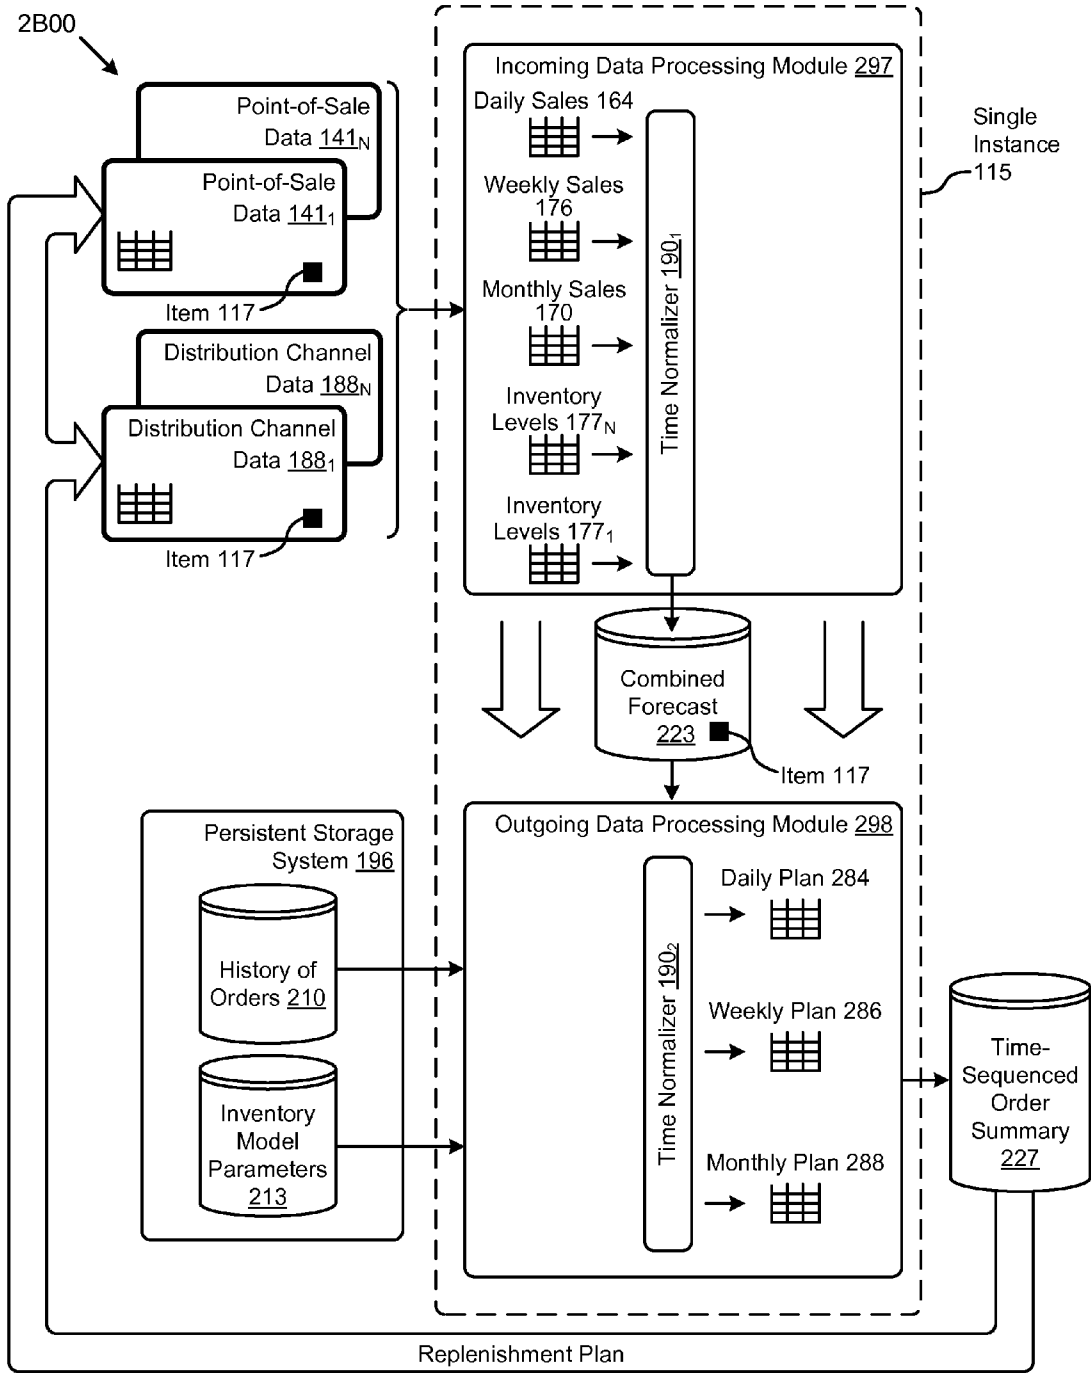 2B00
Point-of-Sale
Data 141N
Point-of-Sale
Data 1411
Item 117
Distribution Channel
Data 188N
Distribution Channel
Data 1881
Item 117
Incoming Data Processing Module 297
Daily Sales 164
Weekly Sales
176
Monthly Sales
170
Inventory
Levels 177N
Inventory
Levels 1771
Time Normalizer 1901
Single
Instance
115
Combined
Forecast
223
Item 117
Persistent Storage
System 196
History of
Orders 210
Inventory
Model
Parameters
213
Outgoing Data Processing Module 298
Time Normalizer 1902
Daily Plan 284
Weekly Plan 286
Monthly Plan 288
Time-
Sequenced
Order
Summary
227
Replenishment Plan